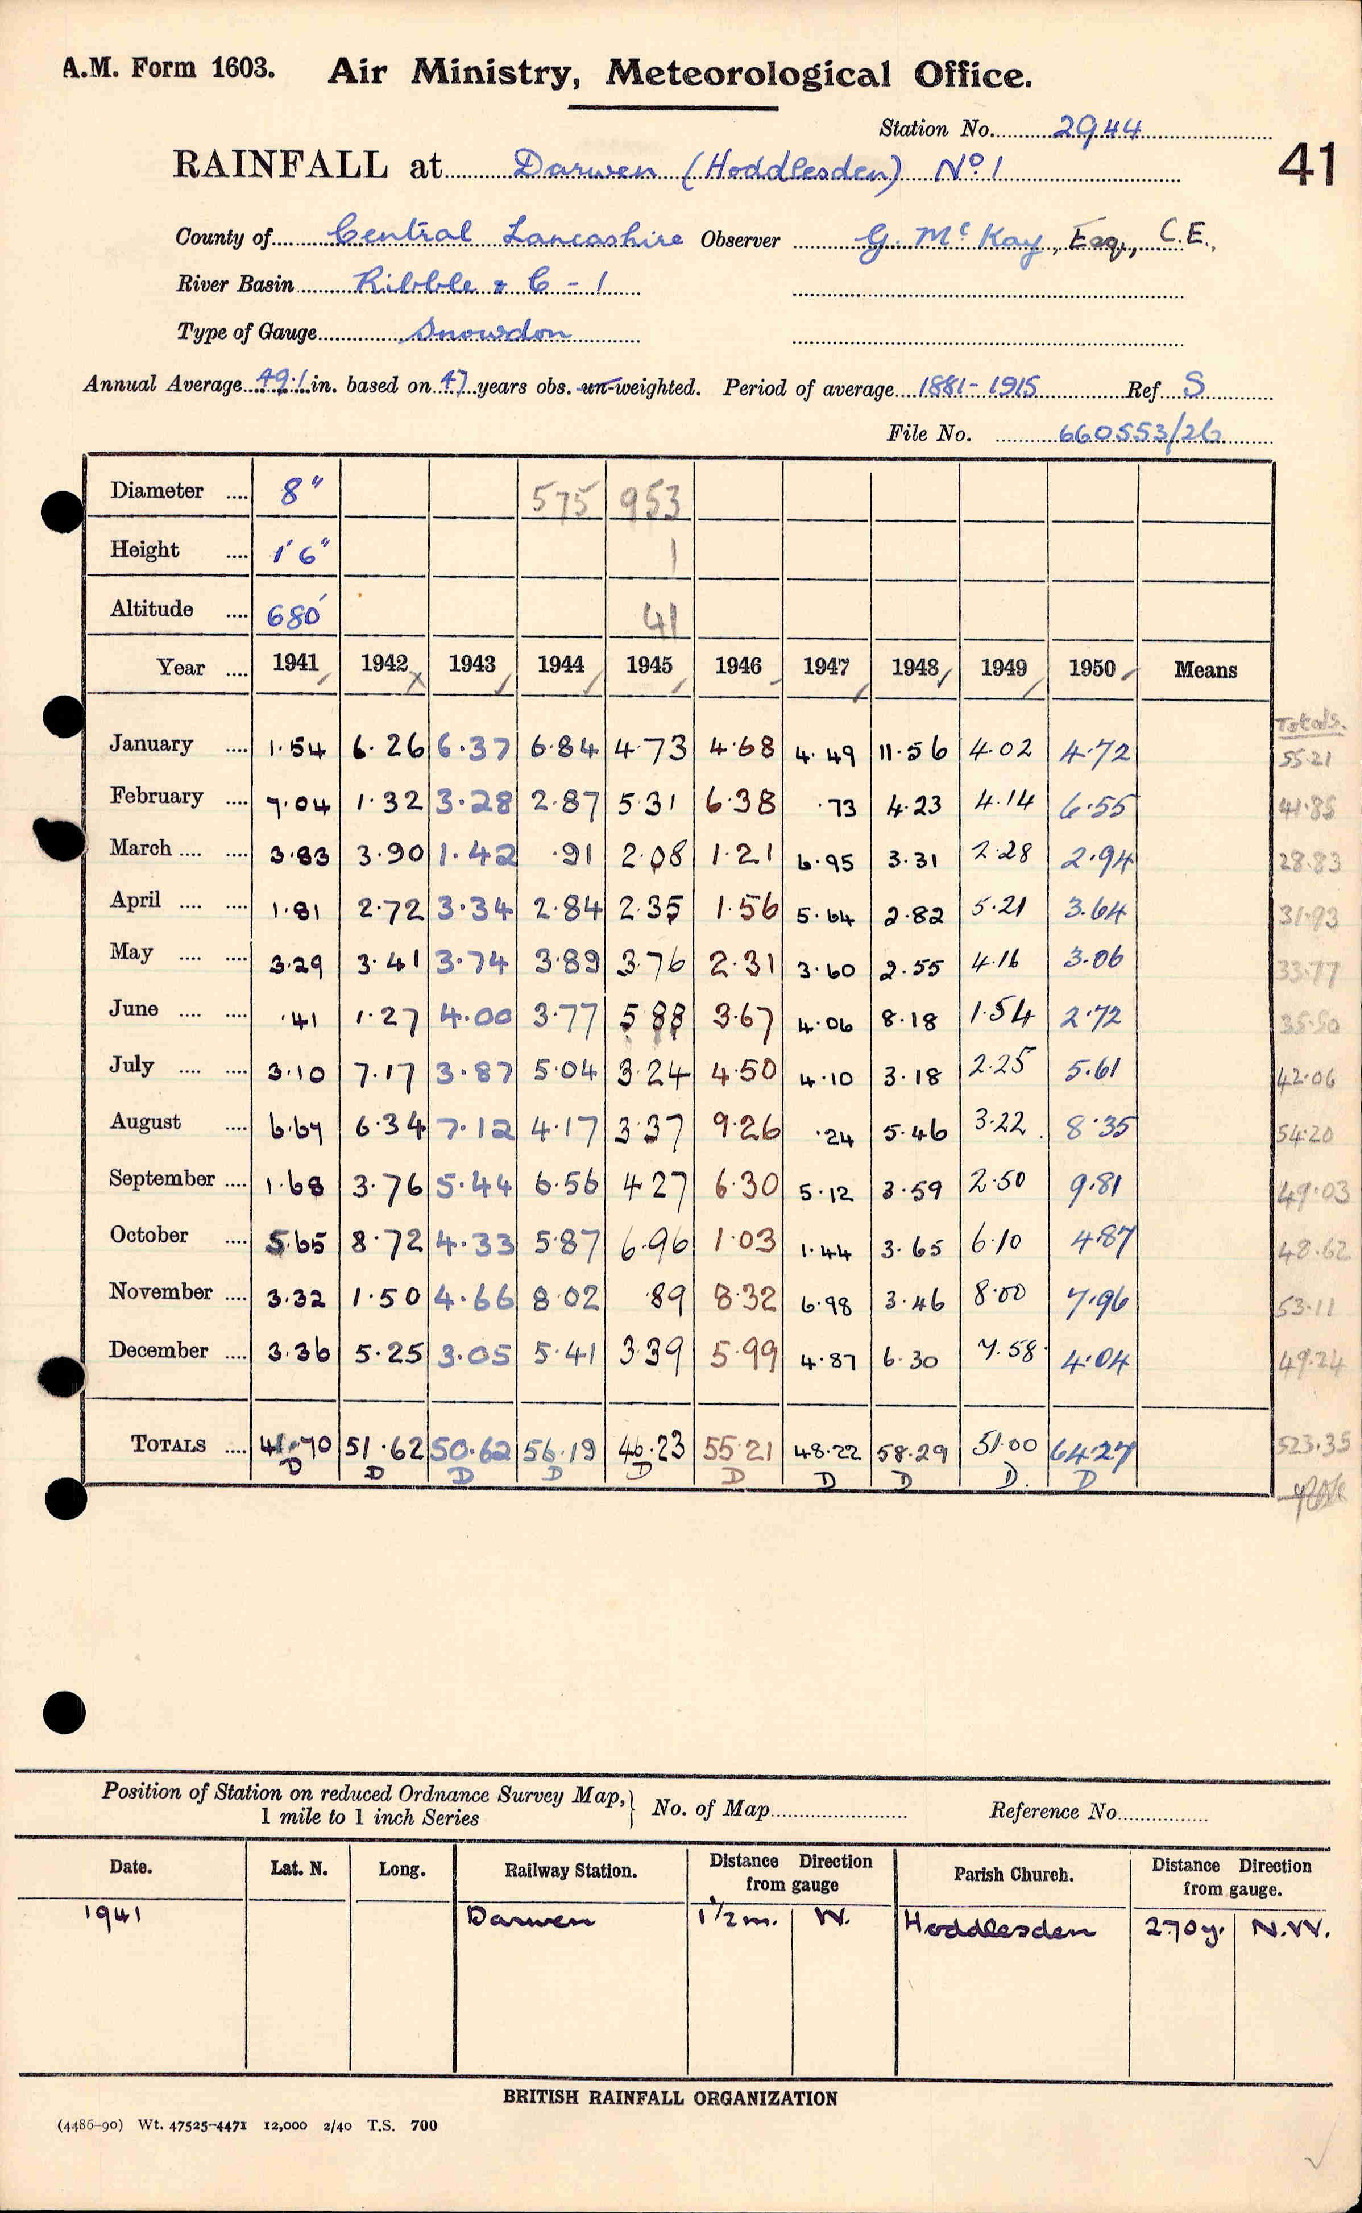 A.M. Form 1603. Air Ministry, Meteorological Office.
Station No. 2944
RAINFALL at Darwen (Hoddlesden) No. 1
41
County of Central Lancashire Observer G. McKay, Esq., C.E.,
River Basin Ribble & C - 1
Type of Gauge Snowdon
Annual Average 49.1 in. based on 47 years obs. un-weighted. Period of average 1881-1915 Ref S
File No. 660553/26
Diameter 8" 575 953
Height 1'6" 1
Altitude 680' 41
Year 1941 1942 1943 1944 1945 1946 1947 1948 1949 1950 Means
Totals.
January 1.54 6.26 6.37 6.84 4.73 4.68 4.49 11.56 4.02 4.72 55.21
February 7.04 1.32 3.28 2.87 5.31 6.38 .73 4.23 4.14 6.55 41.85
March 3.83 3.90 1.42 .91 2.08 1.21 6.95 3.31 2.28 2.94 28.83
April 1.81 2.72 3.34 2.84 2.35 1.56 5.64 2.82 5.21 3.64 31.93
May 3.29 3.41 3.74 3.89 3.76 2.31 3.60 2.55 4.16 3.06 33.77
June .41 1.27 4.00 3.77 5.88 3.67 4.06 8.18 1.54 2.72 35.50
July 3.10 7.17 3.87 5.04 3.24 4.50 4.10 3.18 2.25 5.61 42.06
August 6.67 6.34 7.12 4.17 3.37 9.26 .24 5.46 3.22 8.35 54.20
September 1.68 3.76 5.44 6.56 4.27 6.30 5.12 3.59 2.50 9.81 49.03
October 5.65 8.72 4.33 5.87 6.96 1.03 1.44 3.65 6.10 4.87 48.62
November 3.32 1.50 4.66 8.02 .89 8.32 6.98 3.46 8.00 7.96 53.11
December 3.36 5.25 3.05 5.41 3.39 5.99 4.87 6.30 7.58 4.04 49.24
TOTALS 41.70 51.62 50.62 56.19 46.23 55.21 48.22 58.29 51.00 64.27 523.35
D D D D D D D D D. D
Position of Station on reduced Ordnance Survey Map, 1 mile to 1 inch Series No. of Map Reference No.
Date. Lat. N. Long. Railway Station. Distance Direction from gauge Parish Church. Distance Direction from gauge.
1941 Darwen 1 1/2 m. W. Hoddlesden 270y. N.W.
BRITISH RAINFALL ORGANIZATION
(4486-90) Wt. 47525-4471 12,000 2/40 T.S. 700